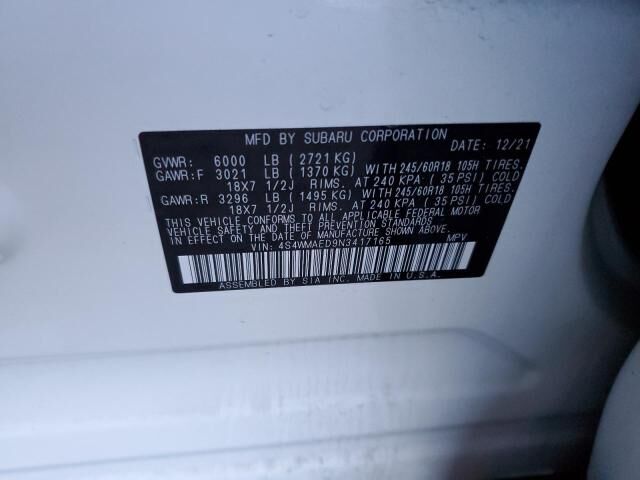 MFD BY SUBARU CORPORATION DATE: 12/21
GVWR: 6000 LB (2721KG)
GAWR:F 3021 LB (1370 KG) WITH 245/60R18 105H TIRES.
18X7 1/2J RIMS. AT 240 KPA (35 PSI) COLD
GAWR:R 3296 LB (1495 KG) WITH 245/60R18 105H TIRES.
18X7 1/2J RIMS. AT 240 KPA (35 PSI) COLD
THIS VEHICLE CONFORMS TO ALL APPLICABLE FEDERAL MOTOR
VEHICLE SAFETY AND THEFT PREVENTION STANDARDS IN
EFFECT ON THE DATE OF MANUFACTURE SHOWN ABOVE.
VIN: 4S4WMAED9N3417165 MPV
ASSEMBLED BY SIA INC. MADE IN U.S.A.